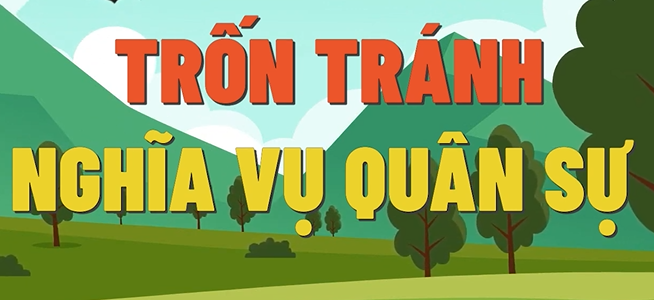 TRỐN TRÁNH
NGHĨA VỤ QUÂN SỰ